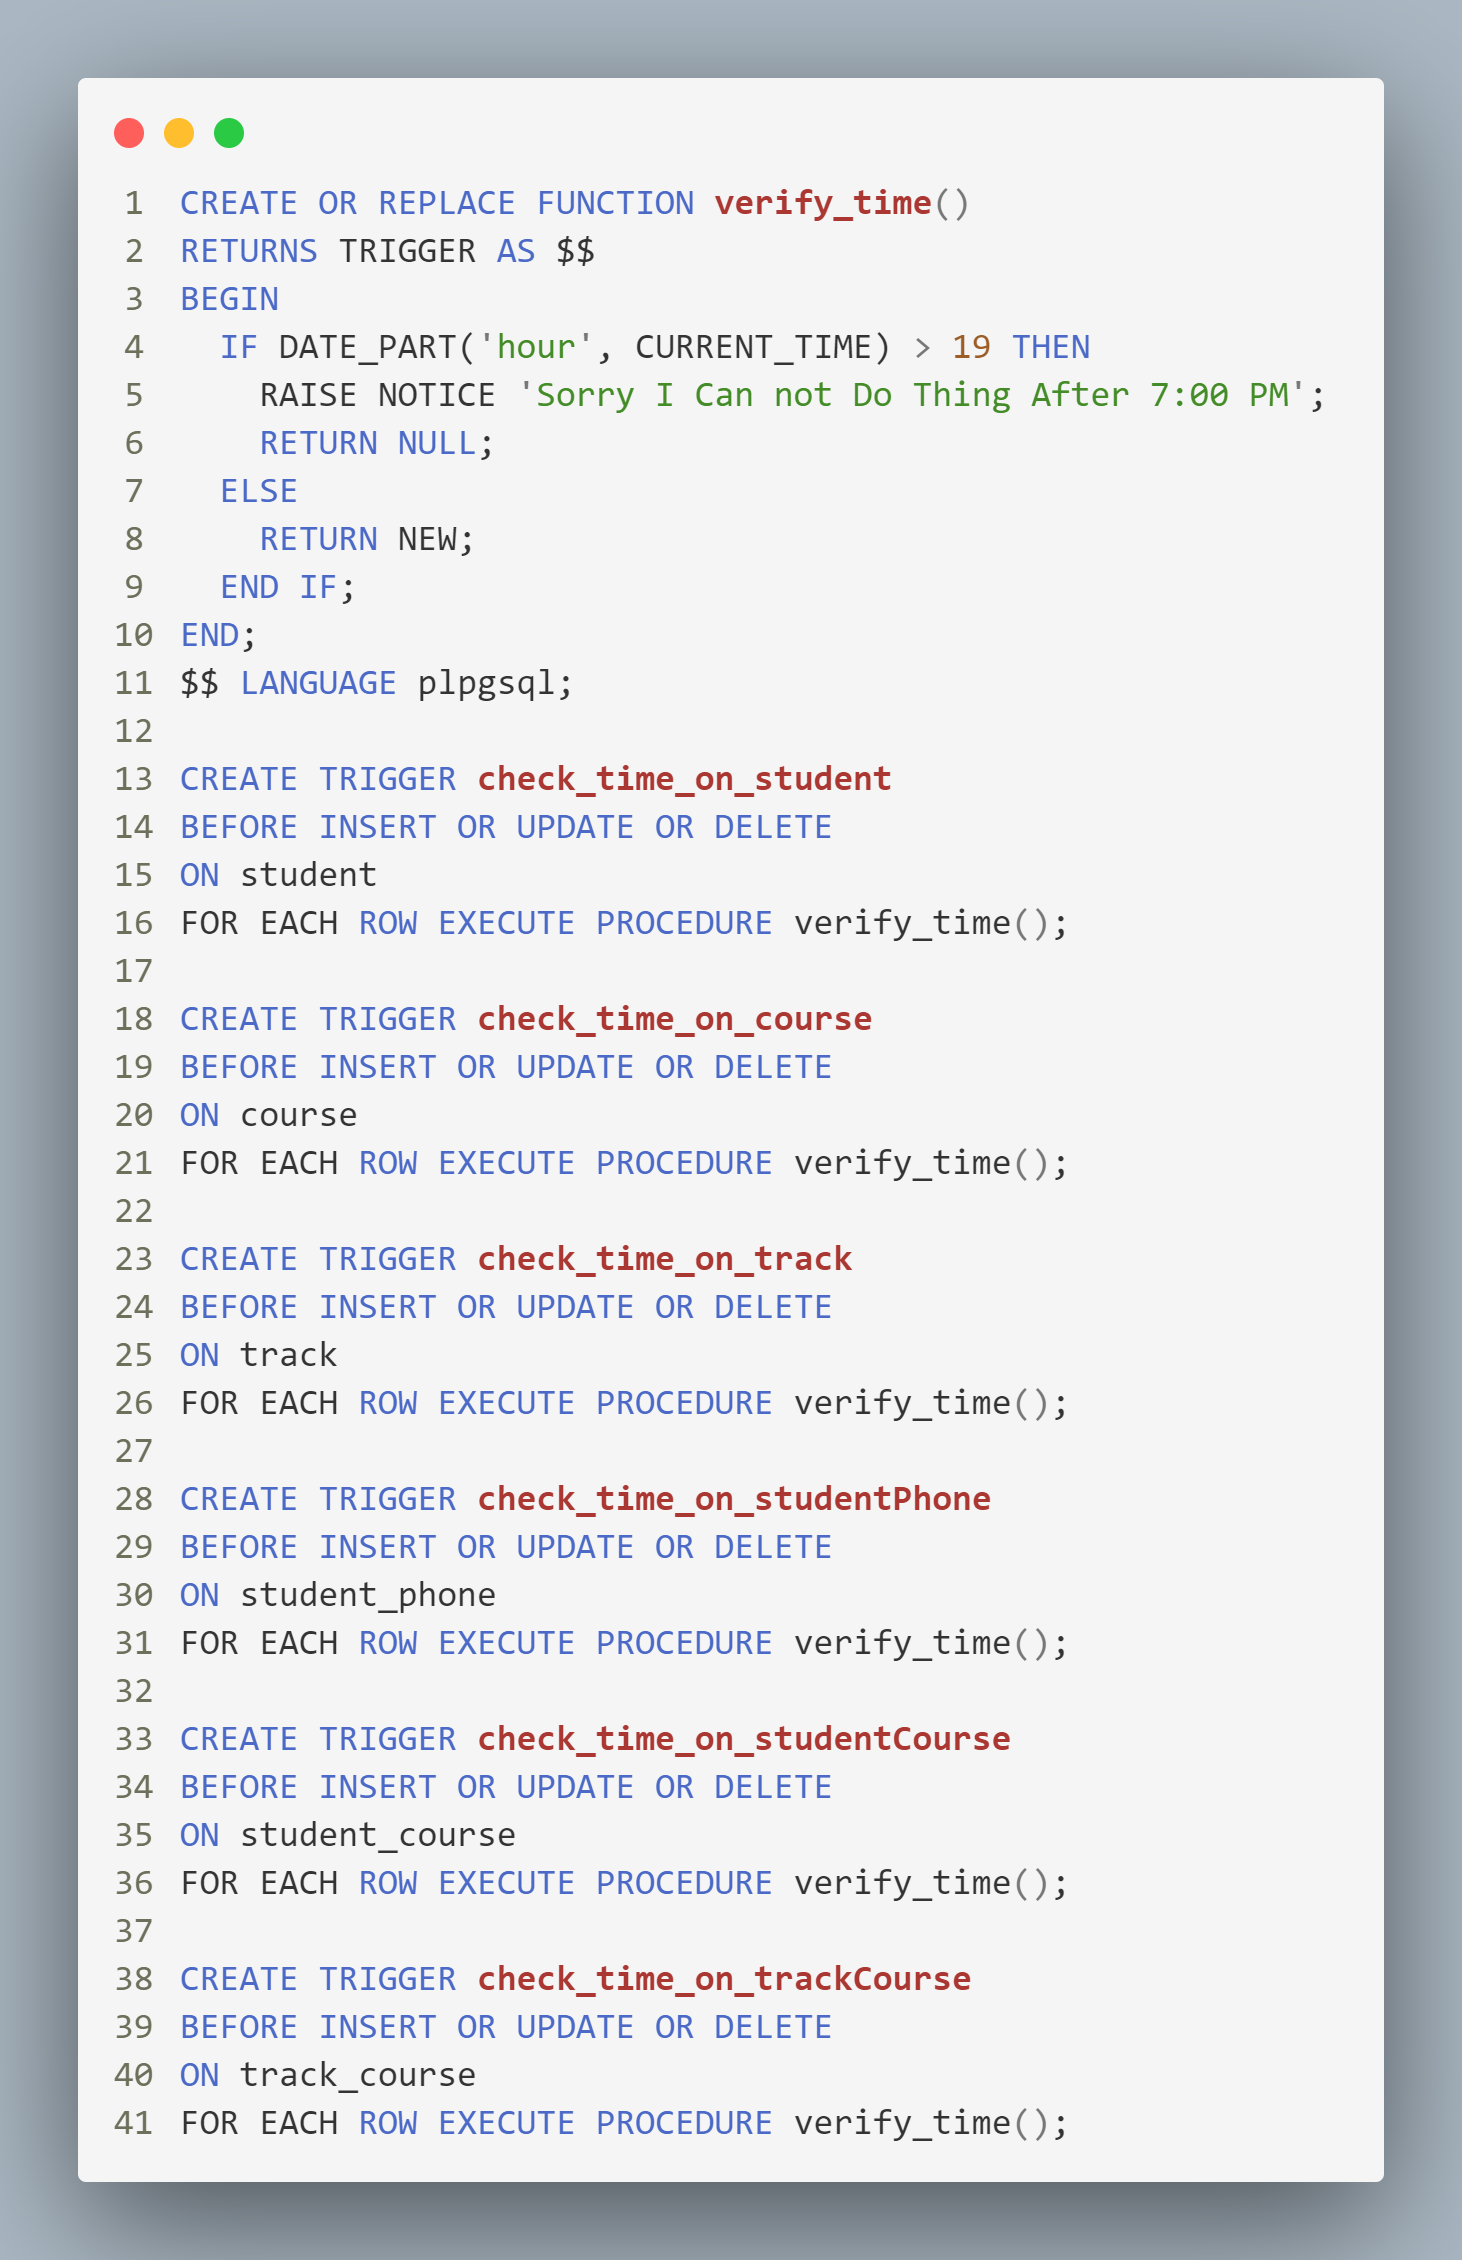 1 CREATE OR REPLACE FUNCTION verify_time()
2 RETURNS TRIGGER AS $$
3 BEGIN
4   IF DATE_PART('hour', CURRENT_TIME) > 19 THEN
5     RAISE NOTICE 'Sorry I Can not Do Thing After 7:00 PM';
6     RETURN NULL;
7   ELSE
8     RETURN NEW;
9   END IF;
10 END;
11 $$ LANGUAGE plpgsql;
12
13 CREATE TRIGGER check_time_on_student
14 BEFORE INSERT OR UPDATE OR DELETE
15 ON student
16 FOR EACH ROW EXECUTE PROCEDURE verify_time();
17
18 CREATE TRIGGER check_time_on_course
19 BEFORE INSERT OR UPDATE OR DELETE
20 ON course
21 FOR EACH ROW EXECUTE PROCEDURE verify_time();
22
23 CREATE TRIGGER check_time_on_track
24 BEFORE INSERT OR UPDATE OR DELETE
25 ON track
26 FOR EACH ROW EXECUTE PROCEDURE verify_time();
27
28 CREATE TRIGGER check_time_on_studentPhone
29 BEFORE INSERT OR UPDATE OR DELETE
30 ON student_phone
31 FOR EACH ROW EXECUTE PROCEDURE verify_time();
32
33 CREATE TRIGGER check_time_on_studentCourse
34 BEFORE INSERT OR UPDATE OR DELETE
35 ON student_course
36 FOR EACH ROW EXECUTE PROCEDURE verify_time();
37
38 CREATE TRIGGER check_time_on_trackCourse
39 BEFORE INSERT OR UPDATE OR DELETE
40 ON track_course
41 FOR EACH ROW EXECUTE PROCEDURE verify_time();